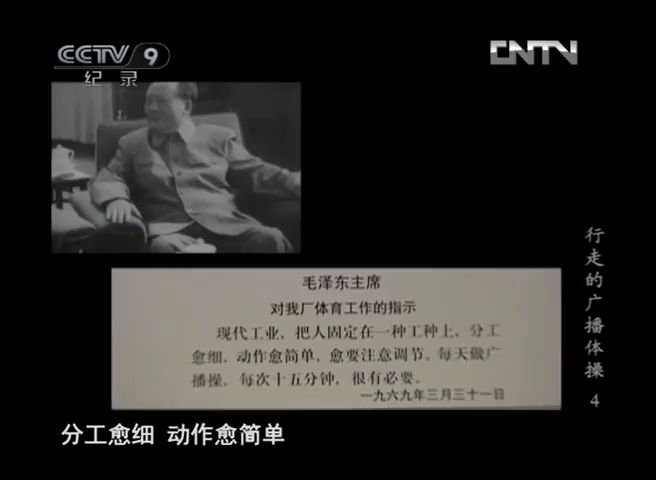 CCTV 9
纪录
CNTV
毛泽东主席
对我厂体育工作的指示
现代工业，把人固定在一种工种上，分工
愈细，动作愈简单，愈要注意调节。每天做广
播操，每次十五分钟，很有必要。
一九六九年三月三十一日
行走的广播体操 4
分工愈细 动作愈简单